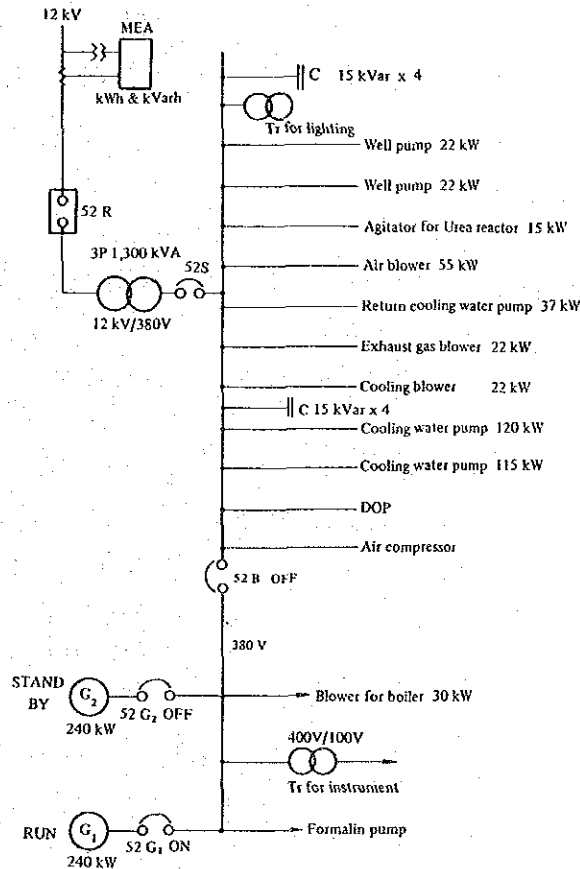 12 kV
MEA
kWh & kVarh
C 15 kVar x 4
Tr for lighting
Well pump 22 kW
52 R
Well pump 22 kW
Agitator for Urea reactor 15 kW
3P 1,300 kVA
52S
Air blower 55 kW
12 kV/380V
Return cooling water pump 37 kW
Exhaust gas blower 22 kW
Cooling blower 22 kW
C 15 kVar x 4
Cooling water pump 120 kW
Cooling water pump 115 kW
DOP
Air compressor
52 B OFF
380 V
STAND BY
G2
240 kW
52 G2 OFF
Blower for boiler 30 kW
400V/100V
Tr for instrument
RUN
G1
240 kW
52 G1 ON
Formalin pump